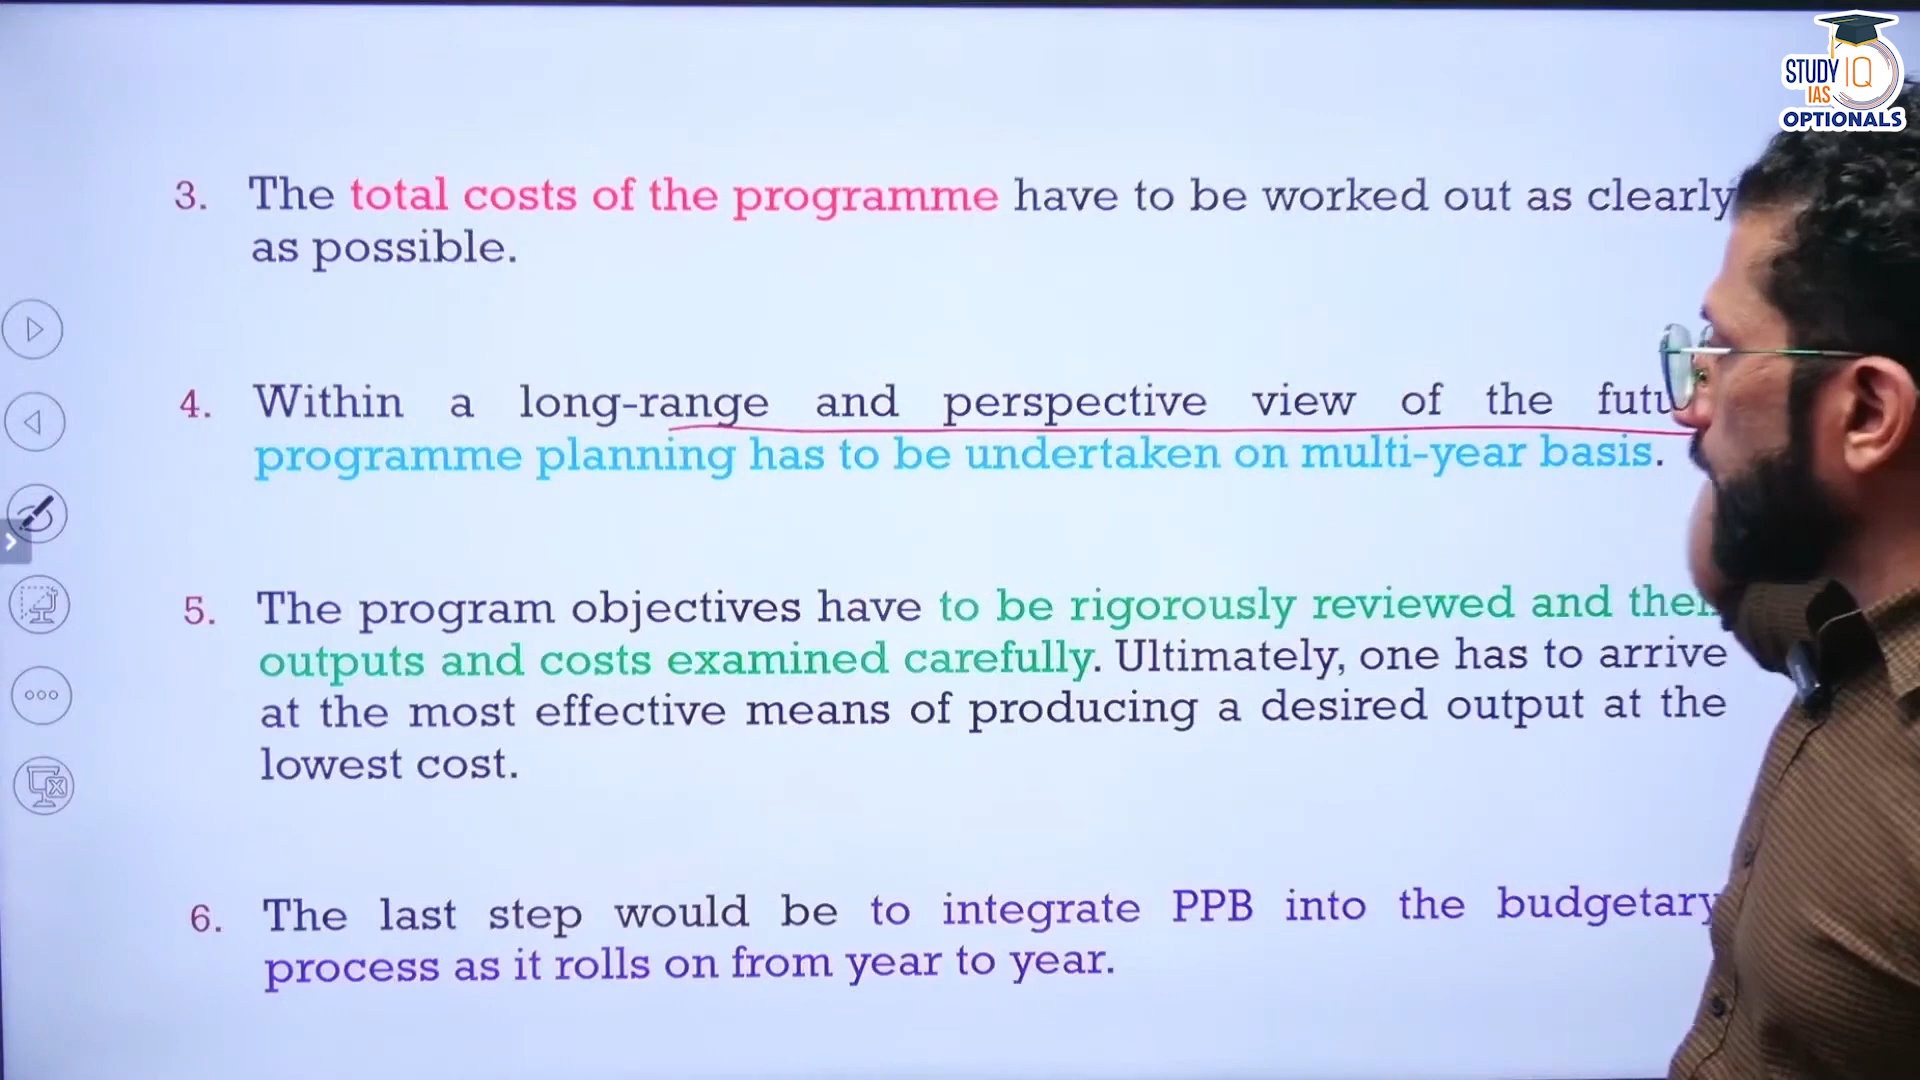 STUDY IQ
IAS
OPTIONALS
3. The total costs of the programme have to be worked out as clearly
as possible.
4. Within a long-range and perspective view of the
programme planning has to be undertaken on multi-year basis.
5. The program objectives have to be rigorously reviewed and
outputs and costs examined carefully. Ultimately, one has to arrive
at the most effective means of producing a desired output at the
lowest cost.
6. The last step would be to integrate PPB into the budgetary
process as it rolls on from year to year.